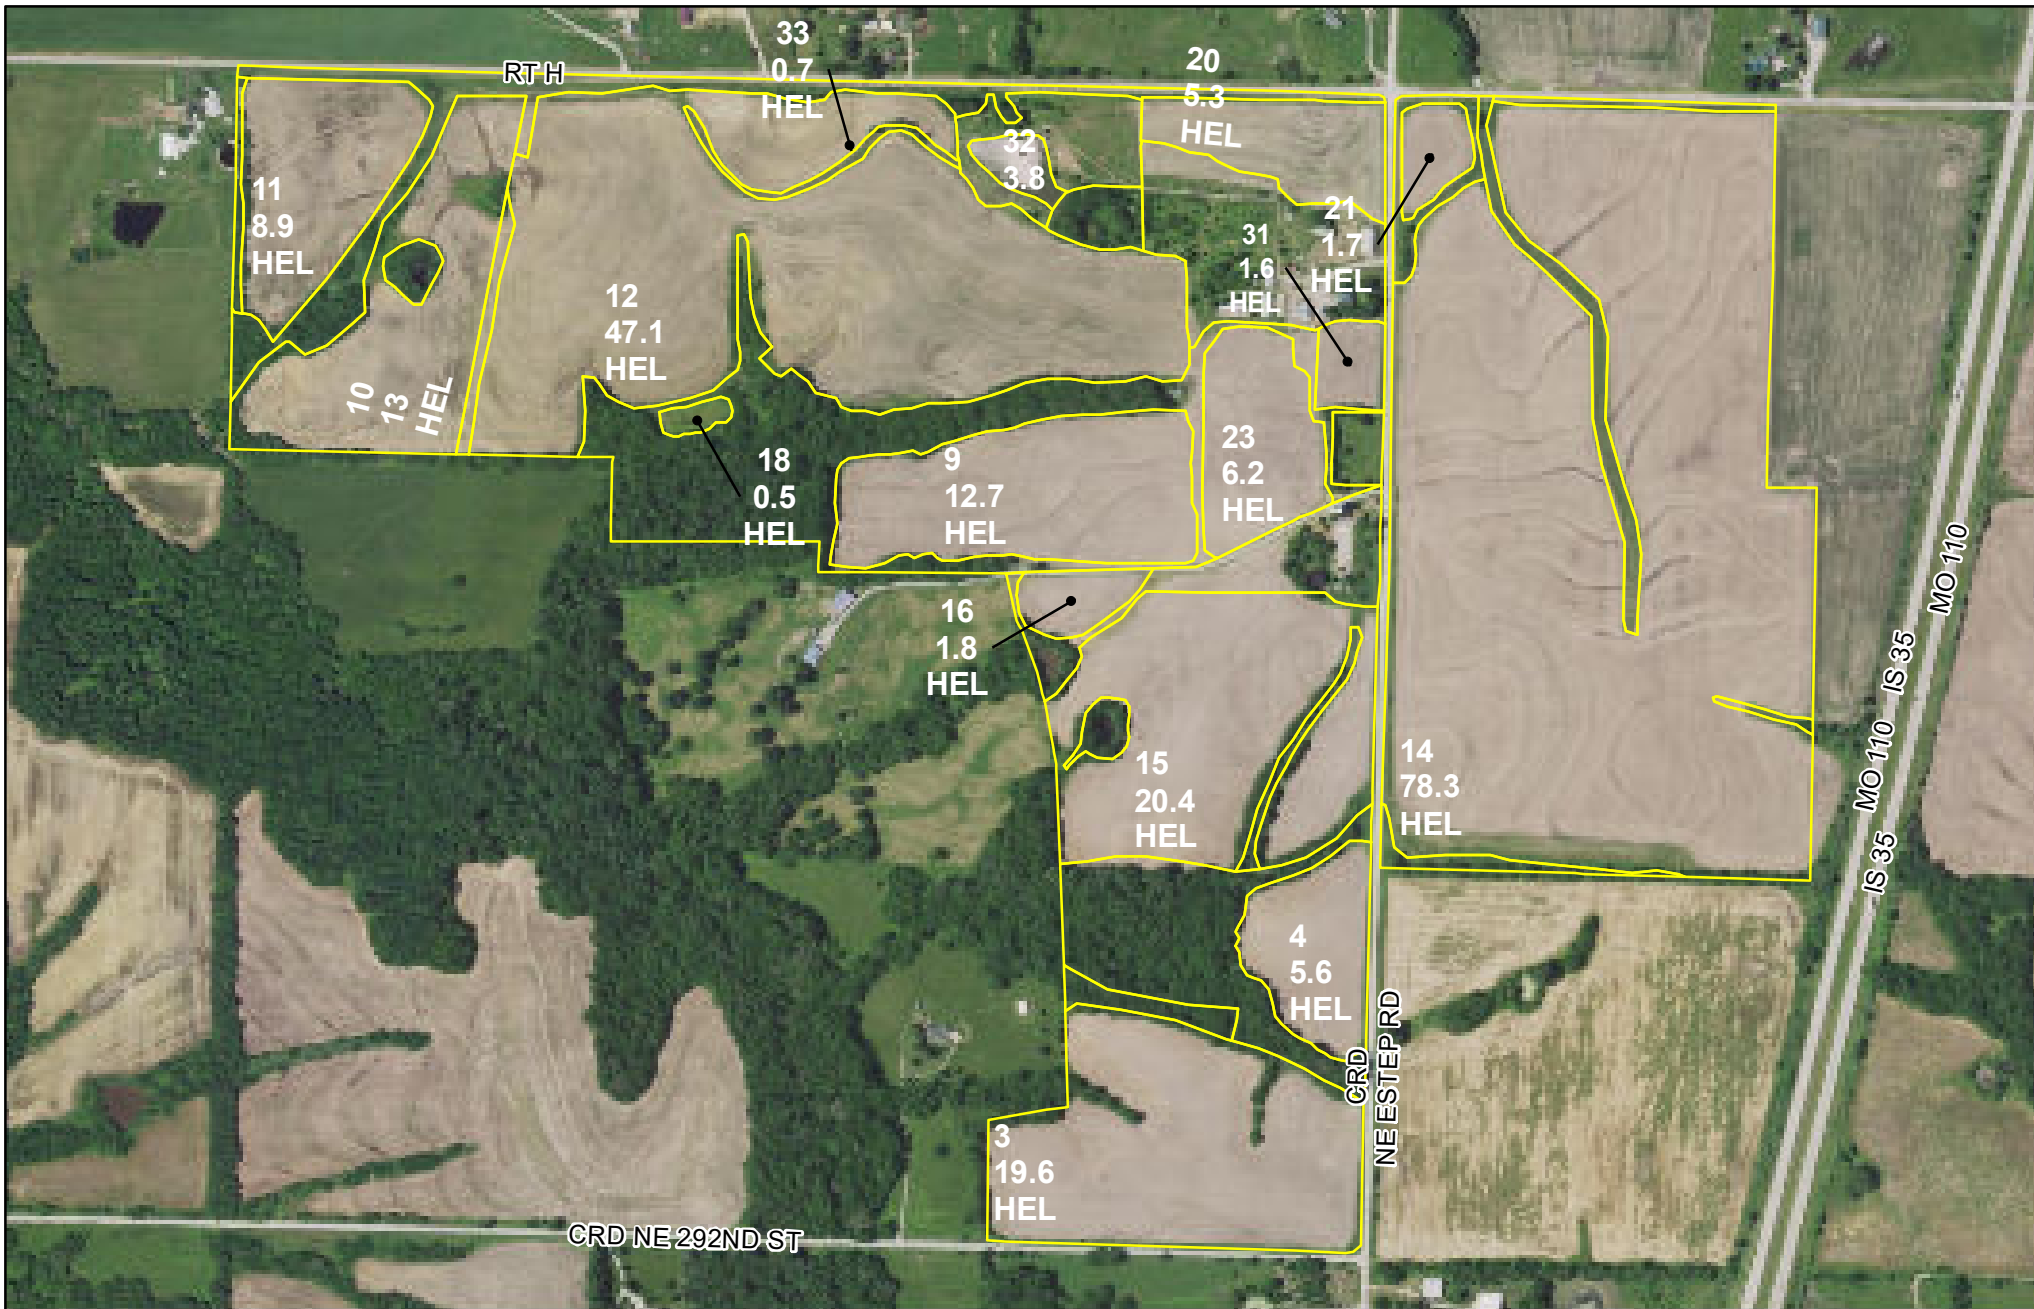 RT H
33
0.7
HEL
20
5.3
HEL
32
3.8
11
8.9
HEL
21
1.7
HEL
31
1.6
HEL
12
47.1
HEL
10
13
HEL
18
0.5
HEL
9
12.7
HEL
23
6.2
HEL
16
1.8
HEL
15
20.4
HEL
14
78.3
HEL
4
5.6
HEL
3
19.6
HEL
MO 110
IS 35
MO 110
IS 35
CRD
NE ESTEP RD
CRD NE 292ND ST